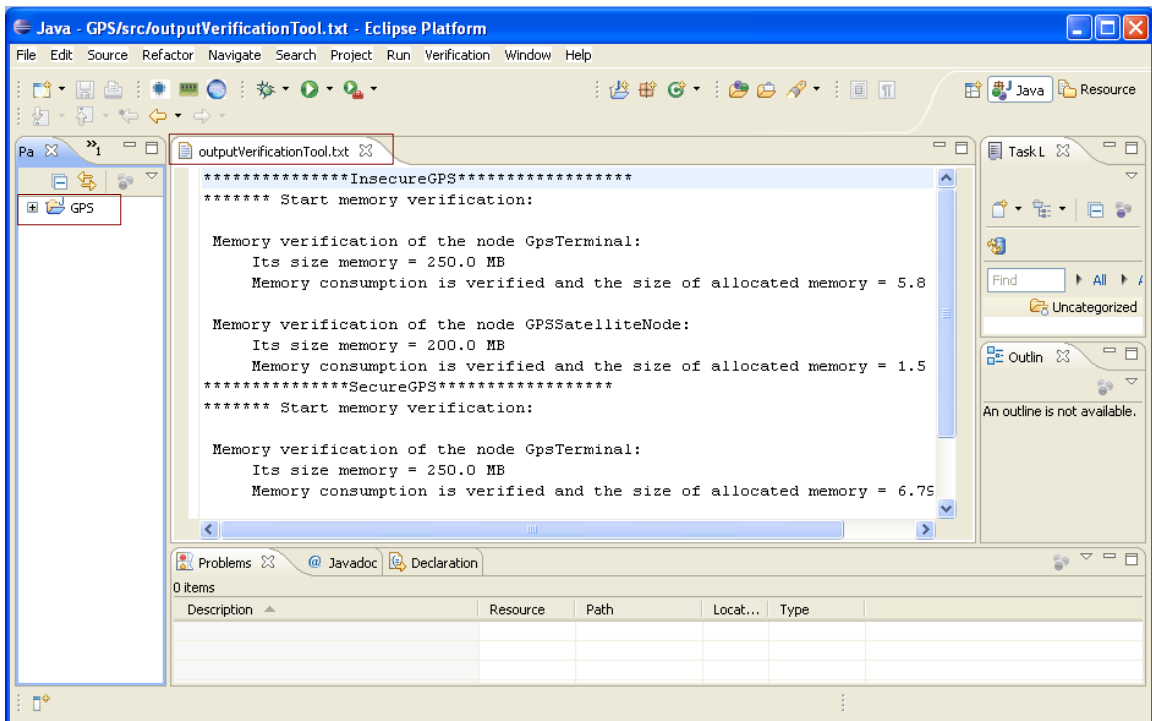 Java - GPS/src/outputVerificationTool.txt - Eclipse Platform
File Edit Source Refactor Navigate Search Project Run Verification Window Help
Java Resource
Pa »1
outputVerificationTool.txt
Task L
GPS
***************InsecureGPS******************
******* Start memory verification:
Memory verification of the node GpsTerminal:
Its size memory = 250.0 MB
Memory consumption is verified and the size of allocated memory = 5.8
Memory verification of the node GPSSatelliteNode:
Its size memory = 200.0 MB
Memory consumption is verified and the size of allocated memory = 1.5
***************SecureGPS******************
******* Start memory verification:
Memory verification of the node GpsTerminal:
Its size memory = 250.0 MB
Memory consumption is verified and the size of allocated memory = 6.79
Find All
Uncategorized
Outlin
An outline is not available.
Problems @ Javadoc Declaration
0 items
Description Resource Path Locat... Type